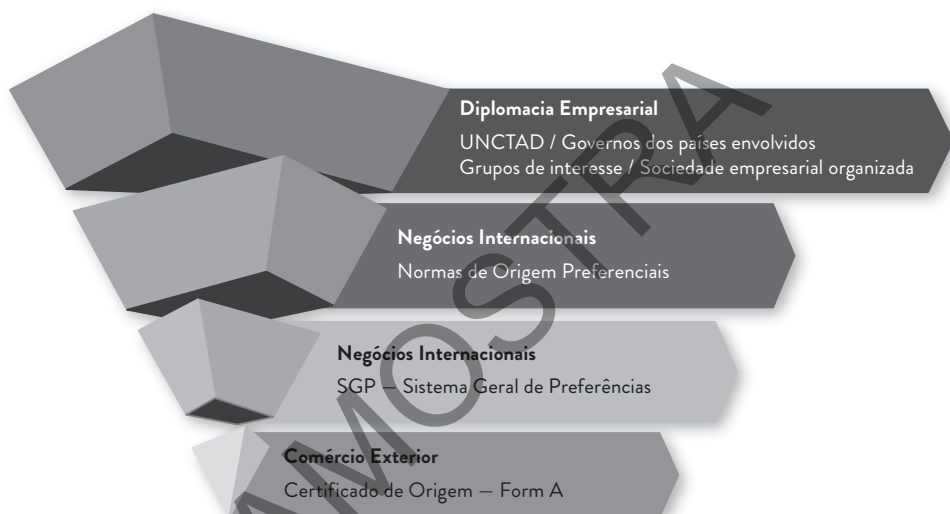 Diplomacia Empresarial
UNCTAD / Governos dos países envolvidos
Grupos de interesse / Sociedade empresarial organizada
Negócios Internacionais
Normas de Origem Preferenciais
Negócios Internacionais
SGP — Sistema Geral de Preferências
Comércio Exterior
Certificado de Origem — Form A
AMOSTRA